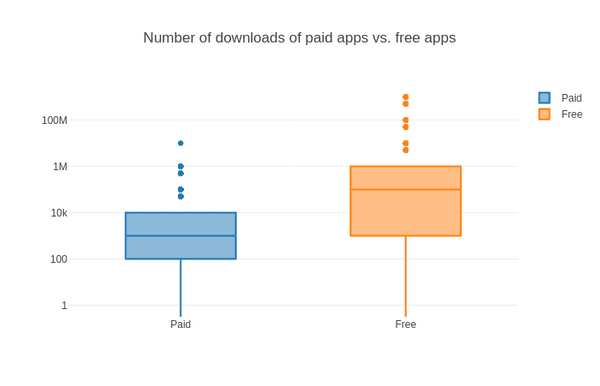 Number of downloads of paid apps vs. free apps
Paid
Free
100M
1M
10k
100
1
Paid
Free